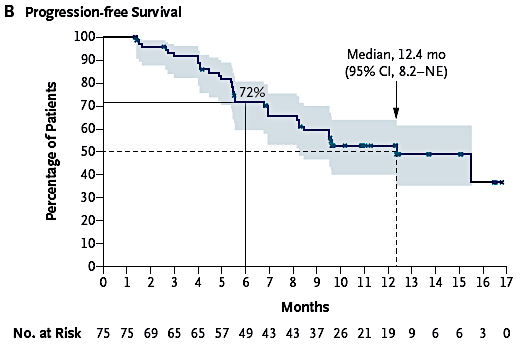 B Progression-free Survival
Percentage of Patients
100
90
80
70
60
50
40
30
20
10
0
72%
Median, 12.4 mo
(95% CI, 8.2–NE)
0 1 2 3 4 5 6 7 8 9 10 11 12 13 14 15 16 17
Months
No. at Risk 75 75 69 65 65 57 49 43 43 37 26 21 19 9 6 6 3 0